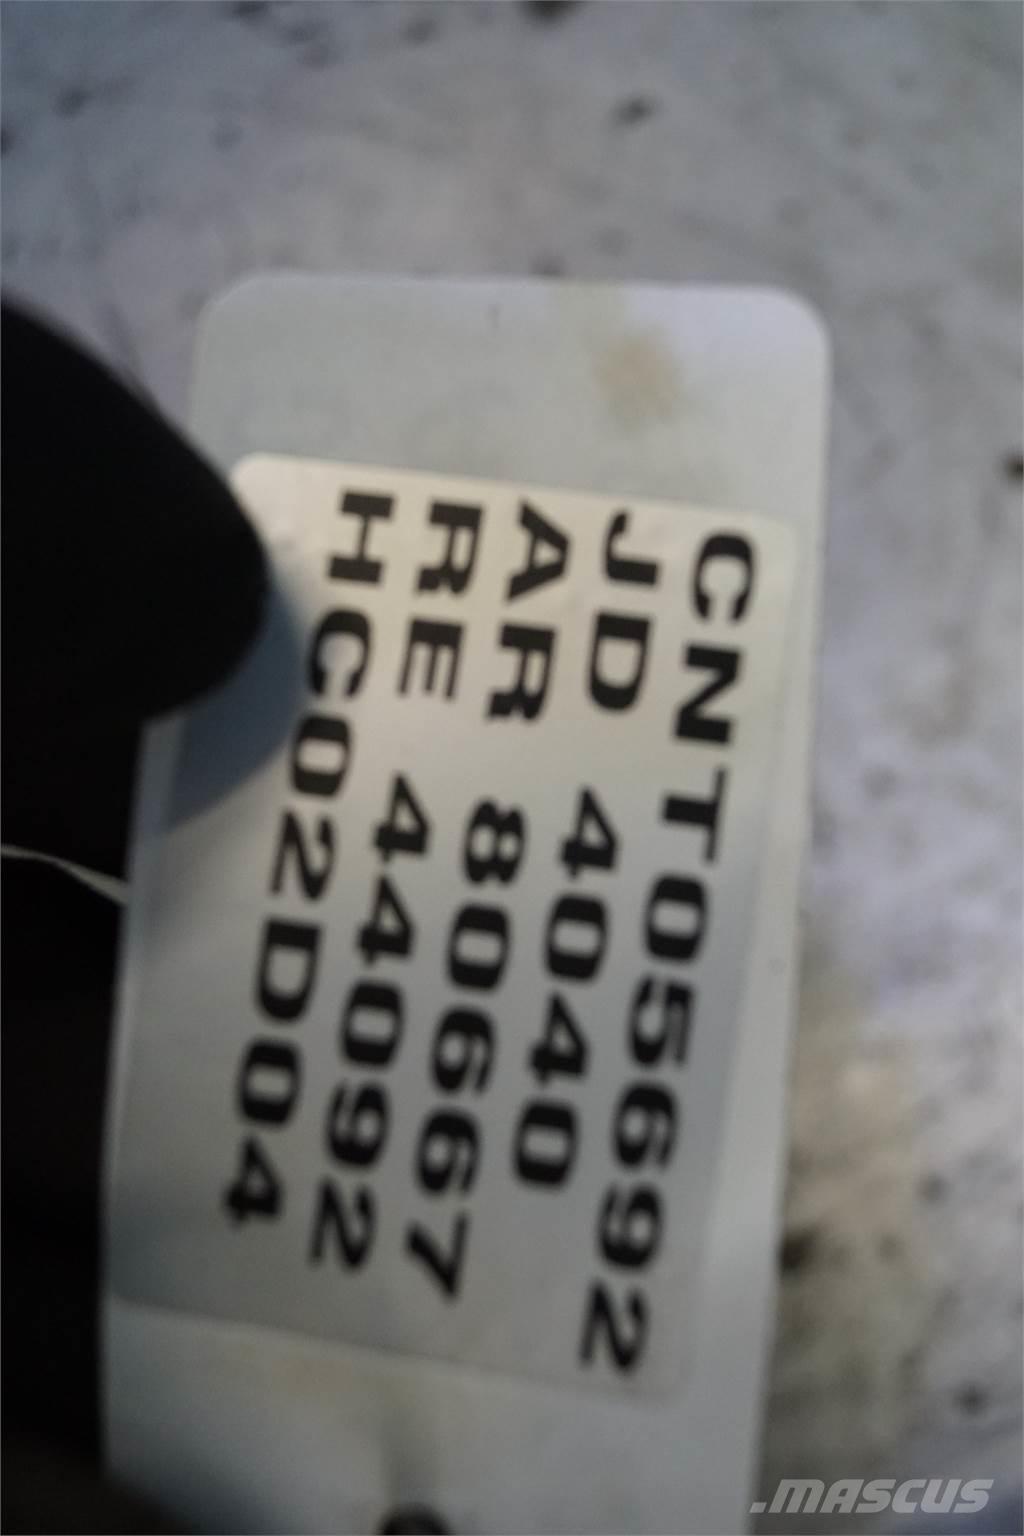 CNT05692
JD 4040
AR 80667
RE 44092
HC02D04
.MASCUS